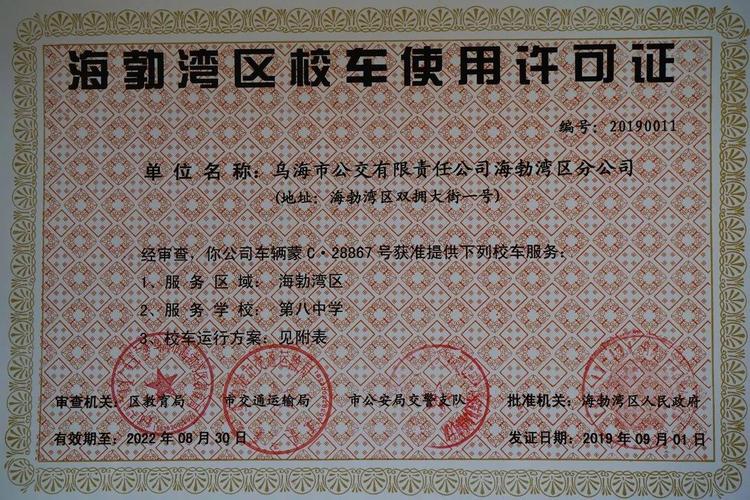 海勃湾区校车使用许可证
编号：20190011
单位名称：乌海市公交有限责任公司海勃湾区分公司
(地址：海勃湾区双拥大街一号)
经审查，你公司车辆蒙C·28867号获准提供下列校车服务：
1、服务区域：海勃湾区
2、服务学校：第八中学
3、校车运行方案：见附表
审查机关：区教育局 市交通运输局 市公安局交警支队 批准机关：海勃湾区人民政府
有效期至：2022年08月30日 发证日期：2019年09月01日